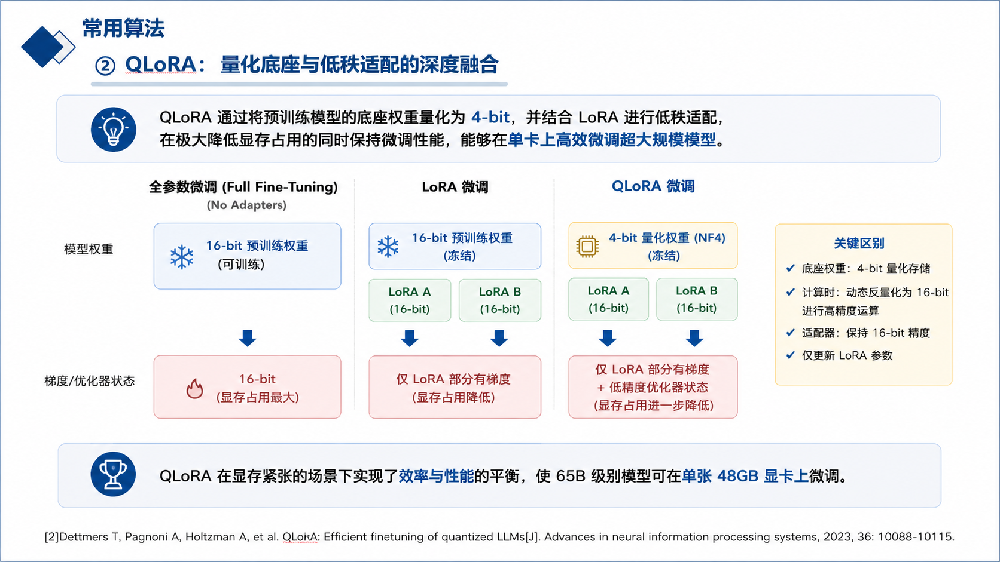 常用算法
② QLoRA： 量化底座与低秩适配的深度融合
QLoRA 通过将预训练模型的底座权重量化为 4-bit，并结合 LoRA 进行低秩适配，
在极大降低显存占用的同时保持微调性能，能够在单卡上高效微调超大规模模型。
全参数微调 (Full Fine-Tuning)
(No Adapters)
LoRA 微调
QLoRA 微调
模型权重
16-bit 预训练权重
(可训练)
16-bit 预训练权重
(冻结)
LoRA A
(16-bit)
LoRA B
(16-bit)
4-bit 量化权重 (NF4)
(冻结)
LoRA A
(16-bit)
LoRA B
(16-bit)
梯度/优化器状态
16-bit
(显存占用最大)
仅 LoRA 部分有梯度
(显存占用降低)
仅 LoRA 部分有梯度
+ 低精度优化器状态
(显存占用进一步降低)
关键区别
✓ 底座权重：4-bit 量化存储
✓ 计算时：动态反量化为 16-bit
进行高精度运算
✓ 适配器：保持 16-bit 精度
✓ 仅更新 LoRA 参数
QLoRA 在显存紧张的场景下实现了效率与性能的平衡，使 65B 级别模型可在单张 48GB 显卡上微调。
[2]Dettmers T, Pagnoni A, Holtzman A, et al. QLoRA: Efficient finetuning of quantized LLMs[J]. Advances in neural information processing systems, 2023, 36: 10088-10115.